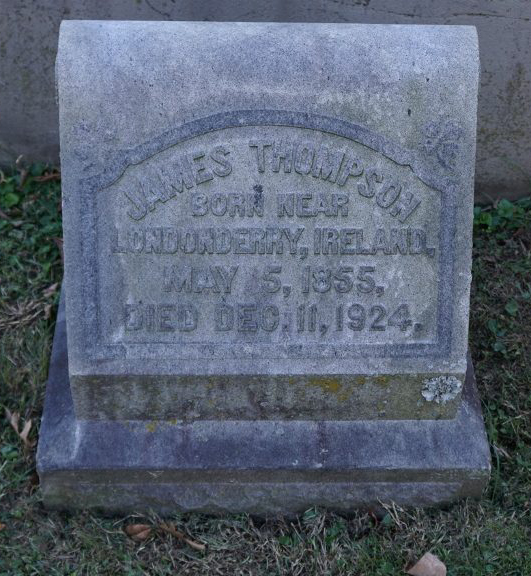 JAMES THOMPSON
BORN NEAR
LONDONDERRY, IRELAND,
MAY 15, 1855,
DIED DEC. 11, 1924.